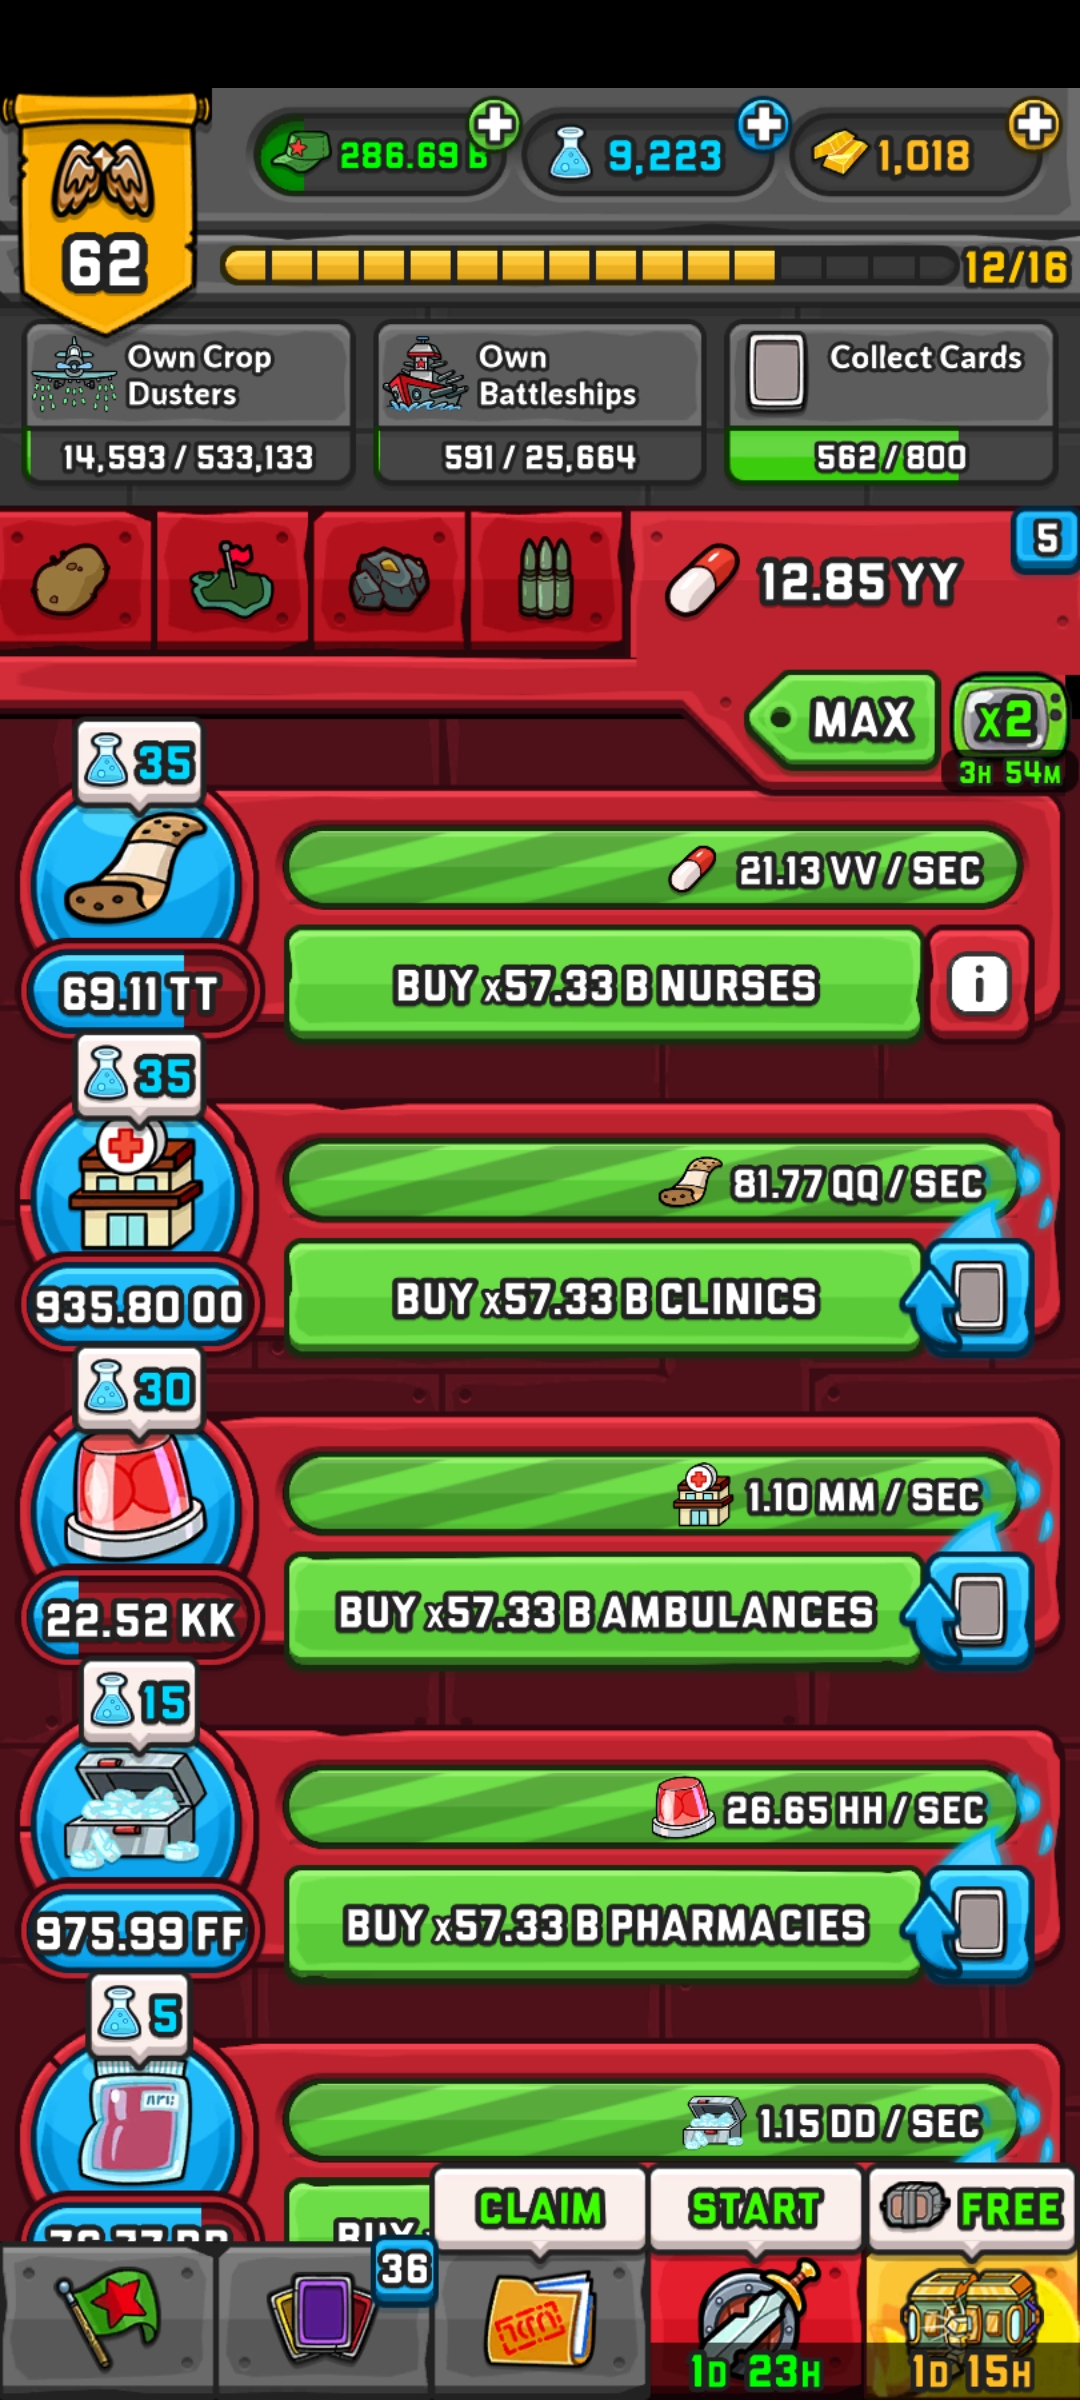 286.69 B
9,223
1,018
62
12/16
Own Crop
Dusters
14,593 / 533,133
Own
Battleships
591 / 25,664
Collect Cards
562 / 800
12.85 YY
5
MAX
x2
3H 54M
35
21.13 VV / SEC
69.11 TT
BUY x57.33 B NURSES
i
35
81.77 QQ / SEC
935.80 OO
BUY x57.33 B CLINICS
30
1.10 MM / SEC
22.52 KK
BUY x57.33 B AMBULANCES
15
26.65 HH / SEC
975.99 FF
BUY x57.33 B PHARMACIES
5
1.15 DD / SEC
BUY
CLAIM
START
FREE
36
1D 23H
1D 15H